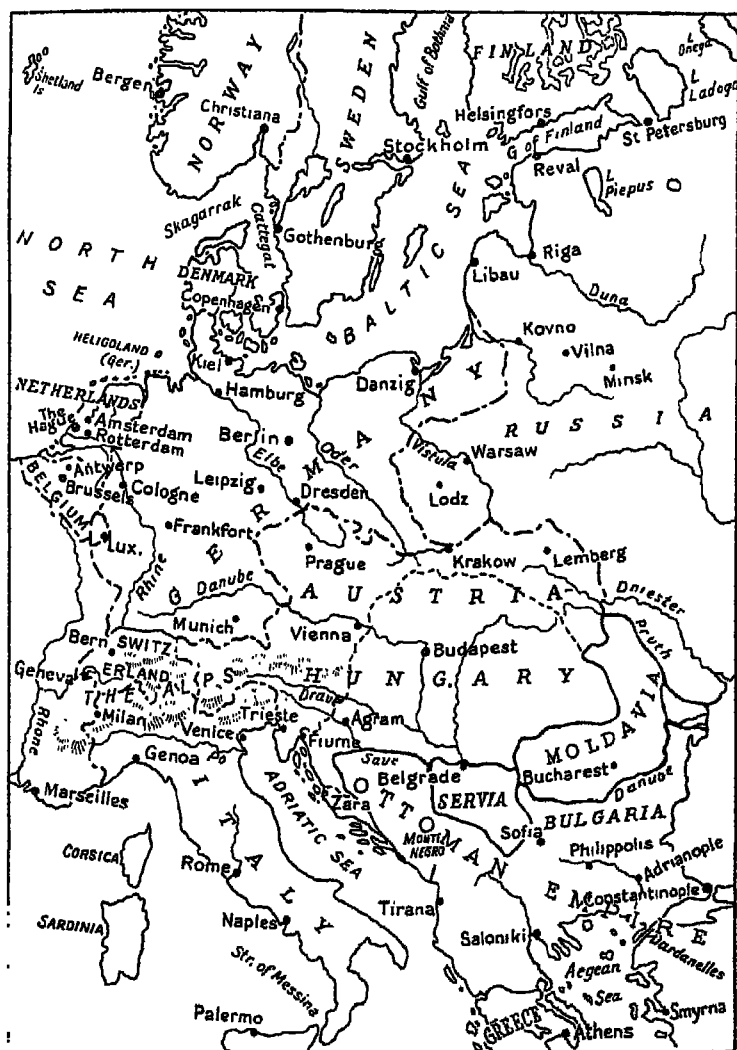 Shetland Is
Bergen
NORWAY
Christiana
SWEDEN
Gulf of Bothnia
FINLAND
L Onega
L Ladoga
Helsingfors
G of Finland
St Petersburg
Stockholm
Reval
L Piepus
Skagarrak
Cattegat
Gothenburg
NORTH SEA
DENMARK
Copenhagen
BALTIC SEA
Libau
Riga
Duna
HELIGOLAND
(Ger.)
Kiel
Kovno
Vilna
Minsk
Danzig
Hamburg
NETHERLANDS
The Hague
Amsterdam
Rotterdam
Berlin
Elbe
Oder
GERMANY
RUSSIA
Vistula
Warsaw
Antwerp
Brussels
BELGIUM
Cologne
Leipzig
Dresden
Lodz
Lux.
Frankfort
Rhine
Prague
Krakow
Lemberg
Danube
AUSTRIA
Dniester
Munich
Vienna
Budapest
Pruth
Bern
SWITZ
ERLAND
Geneva
THE ALPS
HUNGARY
MOLDAVIA
Rhone
Milan
Venice
Trieste
Drave
Agram
Fiume
Genoa
Marseilles
Save
Belgrade
SERVIA
Bucharest
Danube
Zara
ADRIATIC SEA
ITALY
OTTOMAN EMPIRE
MONTE
NEGRO
Sofia
BULGARIA
Philippolis
Adrianople
Constantinople
CORSICA
Rome
SARDINIA
Naples
Tirana
Saloniki
Dardanelles
Aegean
Sea
Str. of Messina
Palermo
GREECE
Athens
Smyrna